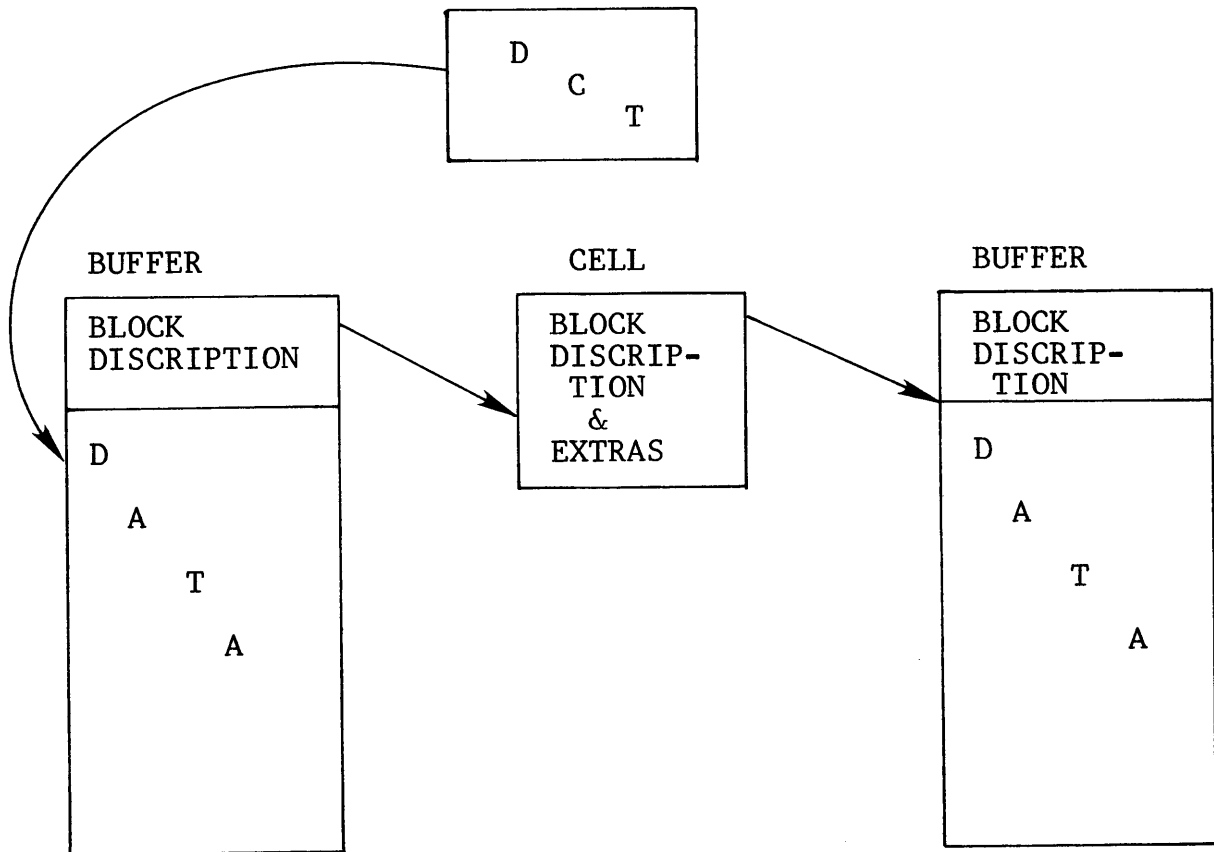 D
C
T
BUFFER
BLOCK
DISCRIPTION
D
A
T
A
CELL
BLOCK
DISCRIP-
TION
&
EXTRAS
BUFFER
BLOCK
DISCRIP-
TION
D
A
T
A